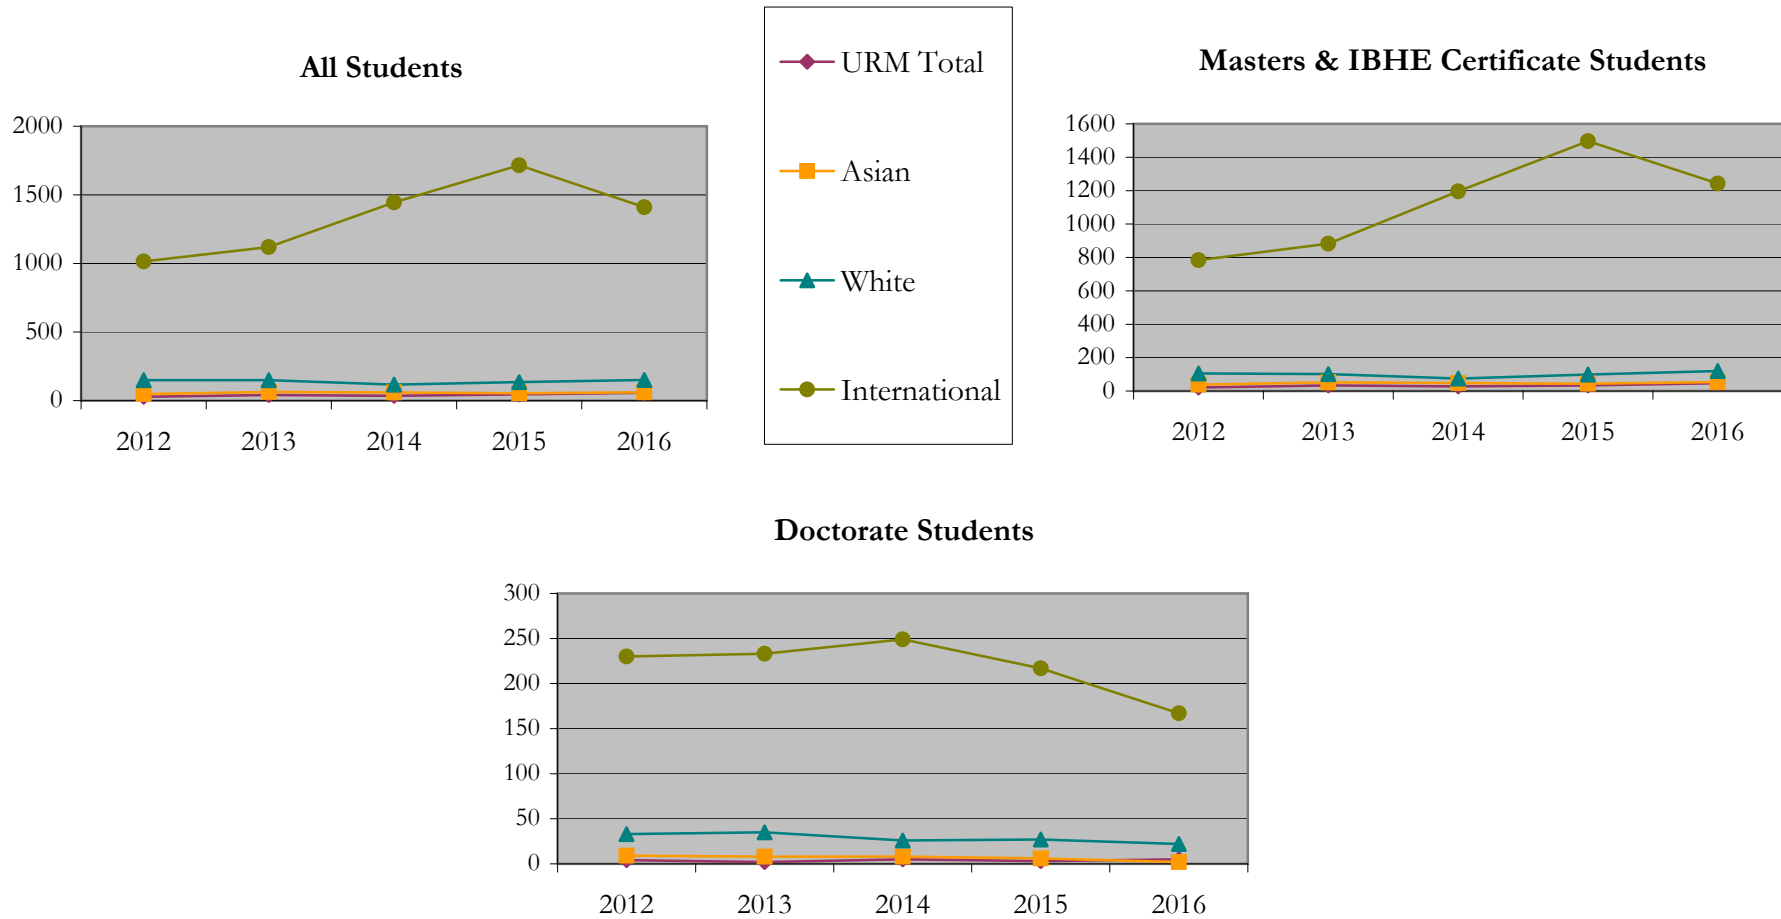 All Students
2000
1500
1000
500
0
2012 2013 2014 2015 2016
URM Total
Asian
White
International
Masters & IBHE Certificate Students
1600
1400
1200
1000
800
600
400
200
0
2012 2013 2014 2015 2016
Doctorate Students
300
250
200
150
100
50
0
2012 2013 2014 2015 2016